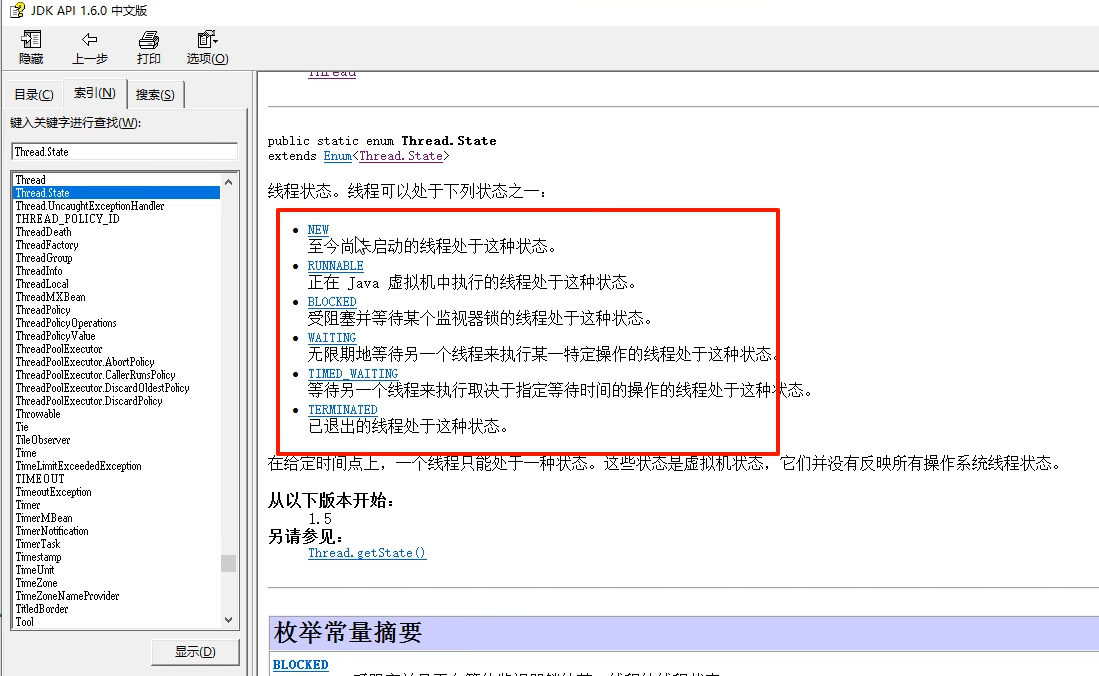 JDK API 1.6.0 中文版
隐藏 上一步 打印 选项(O)
目录(C) 索引(N) 搜索(S)
键入关键字进行查找(W):
Thread.State
Thread
Thread.State
Thread.UncaughtExceptionHandler
THREAD_POLICY_ID
ThreadDeath
ThreadFactory
ThreadGroup
ThreadInfo
ThreadLocal
ThreadMXBean
ThreadPolicy
ThreadPolicyOperations
ThreadPolicyValue
ThreadPoolExecutor
ThreadPoolExecutor.AbortPolicy
ThreadPoolExecutor.CallerRunsPolicy
ThreadPoolExecutor.DiscardOldestPolicy
ThreadPoolExecutor.DiscardPolicy
Throwable
Tie
TileObserver
Time
TimeLimitExceededException
TIMEOUT
TimeoutException
Timer
TimerMBean
TimerNotification
TimerTask
Timestamp
TimeUnit
TimeZone
TimeZoneNameProvider
TitledBorder
Tool
显示(D)
Thread
public static enum Thread.State
extends Enum<Thread.State>
线程状态。线程可以处于下列状态之一：
NEW
至今尚未启动的线程处于这种状态。
RUNNABLE
正在 Java 虚拟机中执行的线程处于这种状态。
BLOCKED
受阻塞并等待某个监视器锁的线程处于这种状态。
WAITING
无限期地等待另一个线程来执行某一特定操作的线程处于这种状态。
TIMED_WAITING
等待另一个线程来执行取决于指定等待时间的操作的线程处于这种状态。
TERMINATED
已退出的线程处于这种状态。
在给定时间点上，一个线程只能处于一种状态。这些状态是虚拟机状态，它们并没有反映所有操作系统线程状态。
从以下版本开始：
1.5
另请参见：
Thread.getState()
枚举常量摘要
BLOCKED